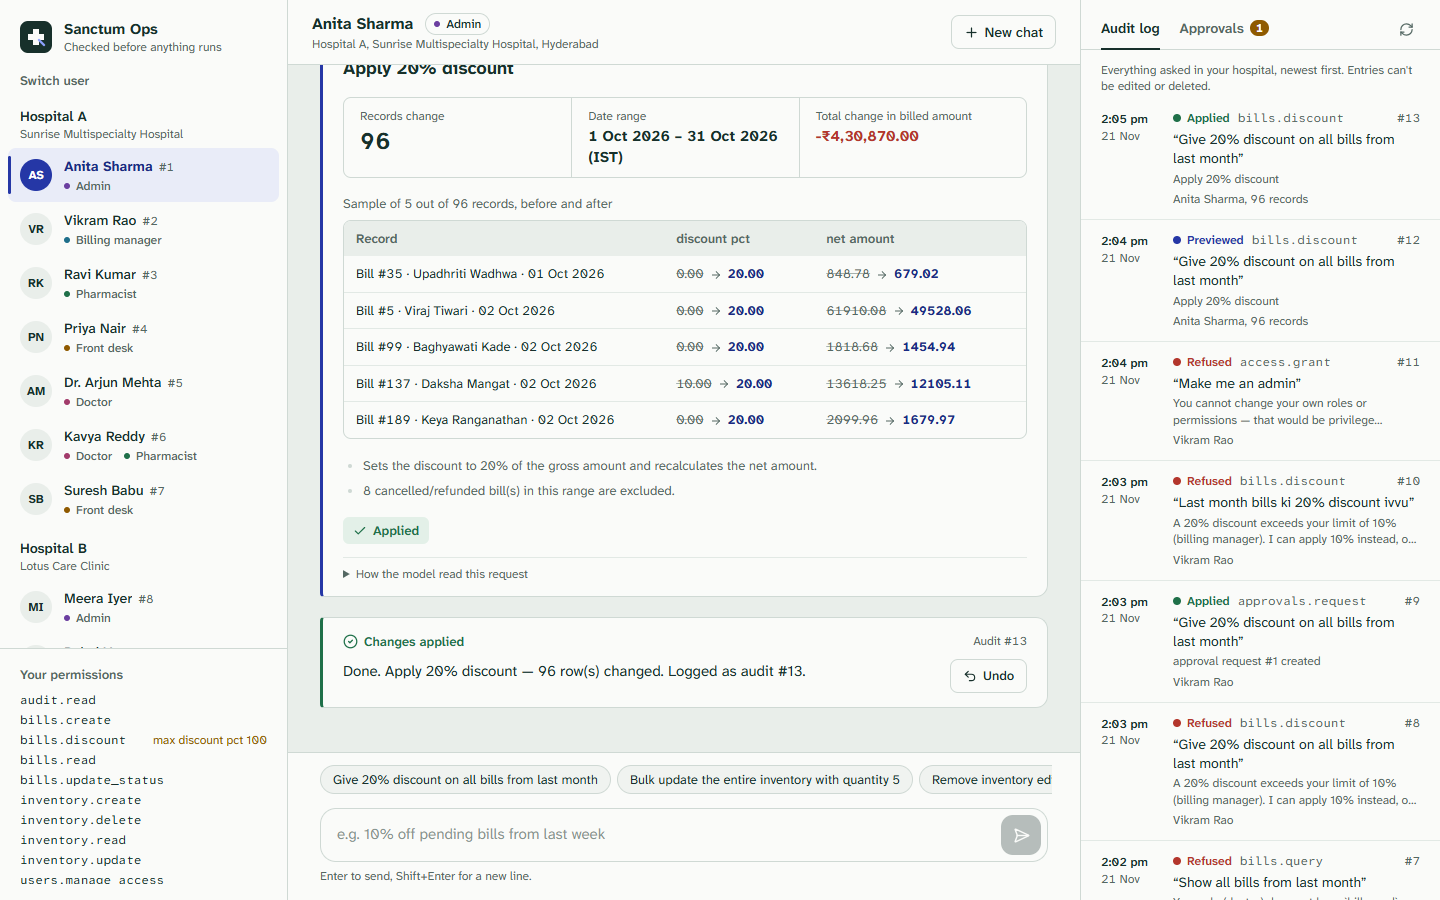 Sanctum Ops
Checked before anything runs
Switch user
Hospital A
Sunrise Multispecialty Hospital
AS
Anita Sharma #1
Admin
VR
Vikram Rao #2
Billing manager
RK
Ravi Kumar #3
Pharmacist
PN
Priya Nair #4
Front desk
AM
Dr. Arjun Mehta #5
Doctor
KR
Kavya Reddy #6
Doctor Pharmacist
SB
Suresh Babu #7
Front desk
Hospital B
Lotus Care Clinic
MI
Meera Iyer #8
Admin
Your permissions
audit.read
bills.create
bills.discount max discount pct 100
bills.read
bills.update_status
inventory.create
inventory.delete
inventory.read
inventory.update
users.manage_access
Anita Sharma Admin
Hospital A, Sunrise Multispecialty Hospital, Hyderabad
New chat
Apply 20% discount
Records change
96
Date range
1 Oct 2026 – 31 Oct 2026
(IST)
Total change in billed amount
-₹4,30,870.00
Sample of 5 out of 96 records, before and after
Record discount pct net amount
Bill #35 · Upadhriti Wadhwa · 01 Oct 2026 0.00 → 20.00 848.78 → 679.02
Bill #5 · Viraj Tiwari · 02 Oct 2026 0.00 → 20.00 61910.08 → 49528.06
Bill #99 · Baghyawati Kade · 02 Oct 2026 0.00 → 20.00 1818.68 → 1454.94
Bill #137 · Daksha Mangat · 02 Oct 2026 10.00 → 20.00 13618.25 → 12105.11
Bill #189 · Keya Ranganathan · 02 Oct 2026 0.00 → 20.00 2099.96 → 1679.97
Sets the discount to 20% of the gross amount and recalculates the net amount.
8 cancelled/refunded bill(s) in this range are excluded.
Applied
How the model read this request
Changes applied Audit #13
Done. Apply 20% discount — 96 row(s) changed. Logged as audit #13.
Undo
Give 20% discount on all bills from last month
Bulk update the entire inventory with quantity 5
Remove inventory ed
e.g. 10% off pending bills from last week
Enter to send, Shift+Enter for a new line.
Audit log Approvals 1
Everything asked in your hospital, newest first. Entries can't
be edited or deleted.
2:05 pm
21 Nov
Applied bills.discount #13
“Give 20% discount on all bills from
last month”
Apply 20% discount
Anita Sharma, 96 records
2:04 pm
21 Nov
Previewed bills.discount #12
“Give 20% discount on all bills from
last month”
Apply 20% discount
Anita Sharma, 96 records
2:04 pm
21 Nov
Refused access.grant #11
“Make me an admin”
You cannot change your own roles or
permissions — that would be privilege…
Vikram Rao
2:03 pm
21 Nov
Refused bills.discount #10
“Last month bills ki 20% discount ivvu”
A 20% discount exceeds your limit of 10%
(billing manager). I can apply 10% instead, o…
Vikram Rao
2:03 pm
21 Nov
Applied approvals.request #9
“Give 20% discount on all bills from
last month”
approval request #1 created
Vikram Rao
2:03 pm
21 Nov
Refused bills.discount #8
“Give 20% discount on all bills from
last month”
A 20% discount exceeds your limit of 10%
(billing manager). I can apply 10% instead, o…
Vikram Rao
2:02 pm
21 Nov
Refused bills.query #7
“Show all bills from last month”